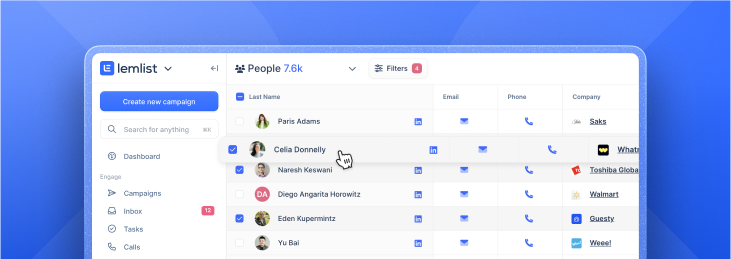 lemlist
People 7.6k
Filters 4
Create new campaign
Last Name Email Phone Company
Search for anything ⌘K
Paris Adams Saks
Dashboard
Celia Donnelly
Engage
Naresh Keswani Toshiba Globa
Campaigns
DA Diego Angarita Horowitz Walmart
Inbox 12
Eden Kupermintz Guesty
Tasks
Yu Bai Weee!
Calls